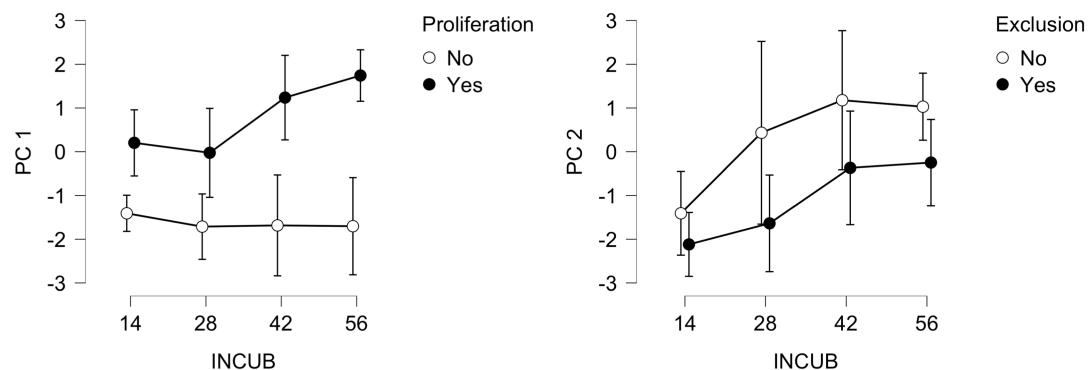 Proliferation
No
Yes
PC 1
3
2
1
0
-1
-2
-3
14 28 42 56
INCUB
Exclusion
No
Yes
PC 2
3
2
1
0
-1
-2
-3
14 28 42 56
INCUB